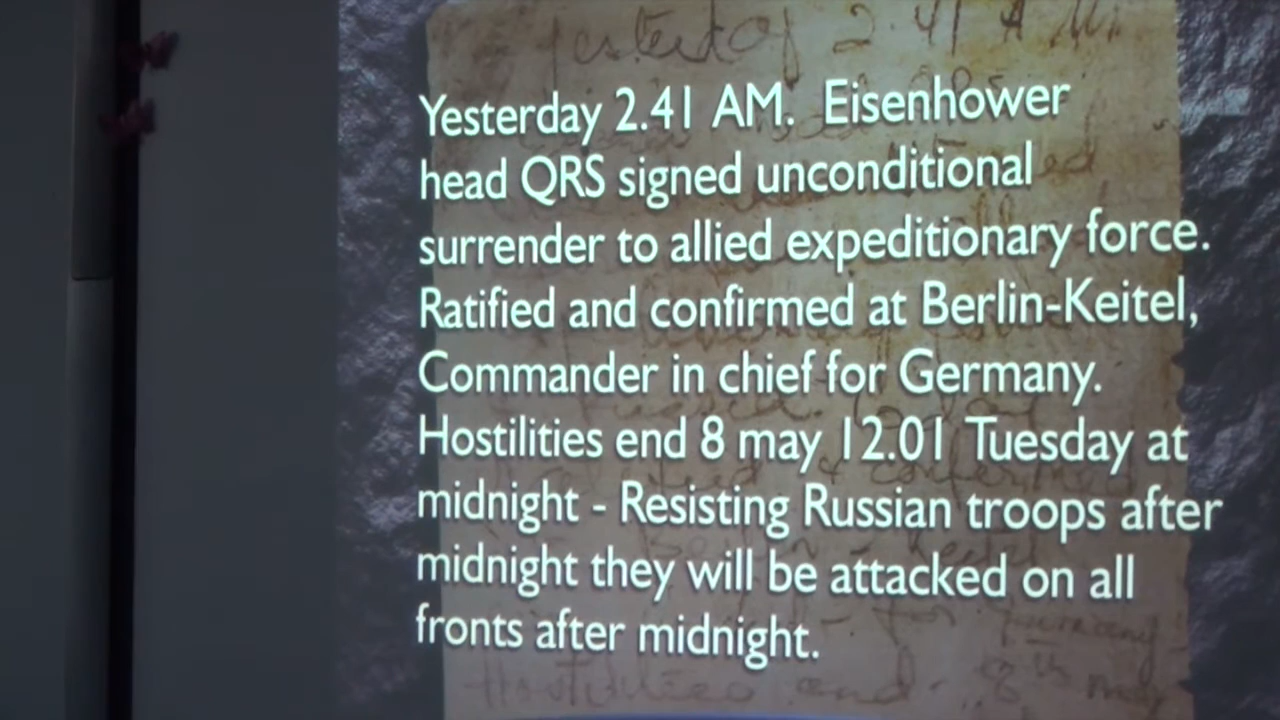 Yesterday 2.41 AM. Eisenhower
head QRS signed unconditional
surrender to allied expeditionary force.
Ratified and confirmed at Berlin-Keitel,
Commander in chief for Germany.
Hostilities end 8 may 12.01 Tuesday at
midnight - Resisting Russian troops after
midnight they will be attacked on all
fronts after midnight.